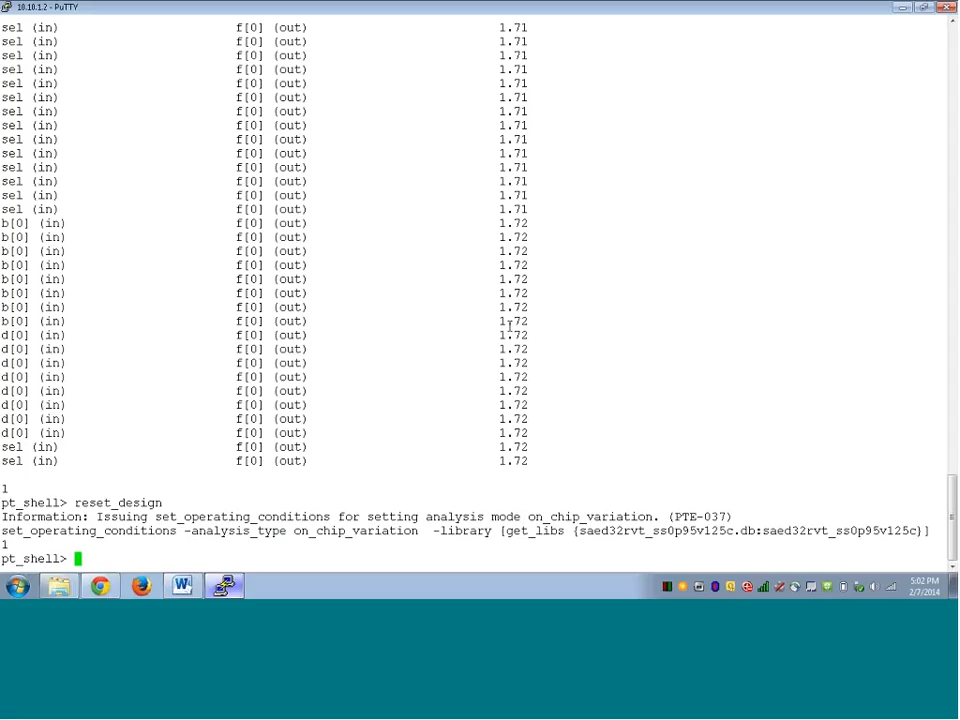 10.10.1.2 - PuTTY
sel (in) f[0] (out) 1.71
sel (in) f[0] (out) 1.71
sel (in) f[0] (out) 1.71
sel (in) f[0] (out) 1.71
sel (in) f[0] (out) 1.71
sel (in) f[0] (out) 1.71
sel (in) f[0] (out) 1.71
sel (in) f[0] (out) 1.71
sel (in) f[0] (out) 1.71
sel (in) f[0] (out) 1.71
sel (in) f[0] (out) 1.71
sel (in) f[0] (out) 1.71
sel (in) f[0] (out) 1.71
sel (in) f[0] (out) 1.71
b[0] (in) f[0] (out) 1.72
b[0] (in) f[0] (out) 1.72
b[0] (in) f[0] (out) 1.72
b[0] (in) f[0] (out) 1.72
b[0] (in) f[0] (out) 1.72
b[0] (in) f[0] (out) 1.72
b[0] (in) f[0] (out) 1.72
b[0] (in) f[0] (out) 1.72
d[0] (in) f[0] (out) 1.72
d[0] (in) f[0] (out) 1.72
d[0] (in) f[0] (out) 1.72
d[0] (in) f[0] (out) 1.72
d[0] (in) f[0] (out) 1.72
d[0] (in) f[0] (out) 1.72
d[0] (in) f[0] (out) 1.72
d[0] (in) f[0] (out) 1.72
sel (in) f[0] (out) 1.72
sel (in) f[0] (out) 1.72
1
pt_shell> reset_design
Information: Issuing set_operating_conditions for setting analysis mode on_chip_variation. (PTE-037)
set_operating_conditions -analysis_type on_chip_variation  -library [get_libs {saed32rvt_ss0p95v125c.db:saed32rvt_ss0p95v125c}]
1
pt_shell>
5:02 PM
2/7/2014